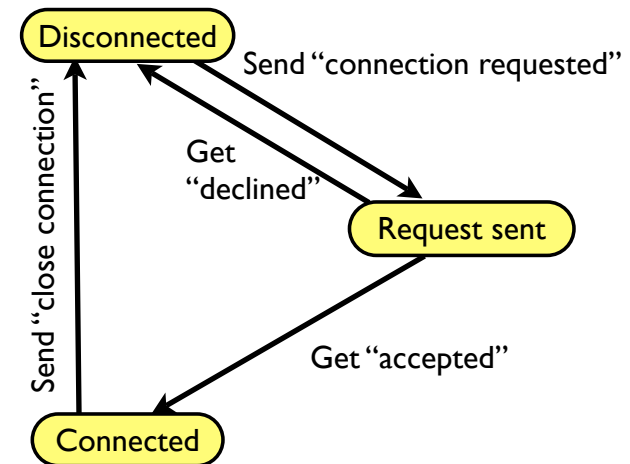 Disconnected
Send “connection requested”
Get
“declined”
Send “close connection”
Request sent
Get “accepted”
Connected